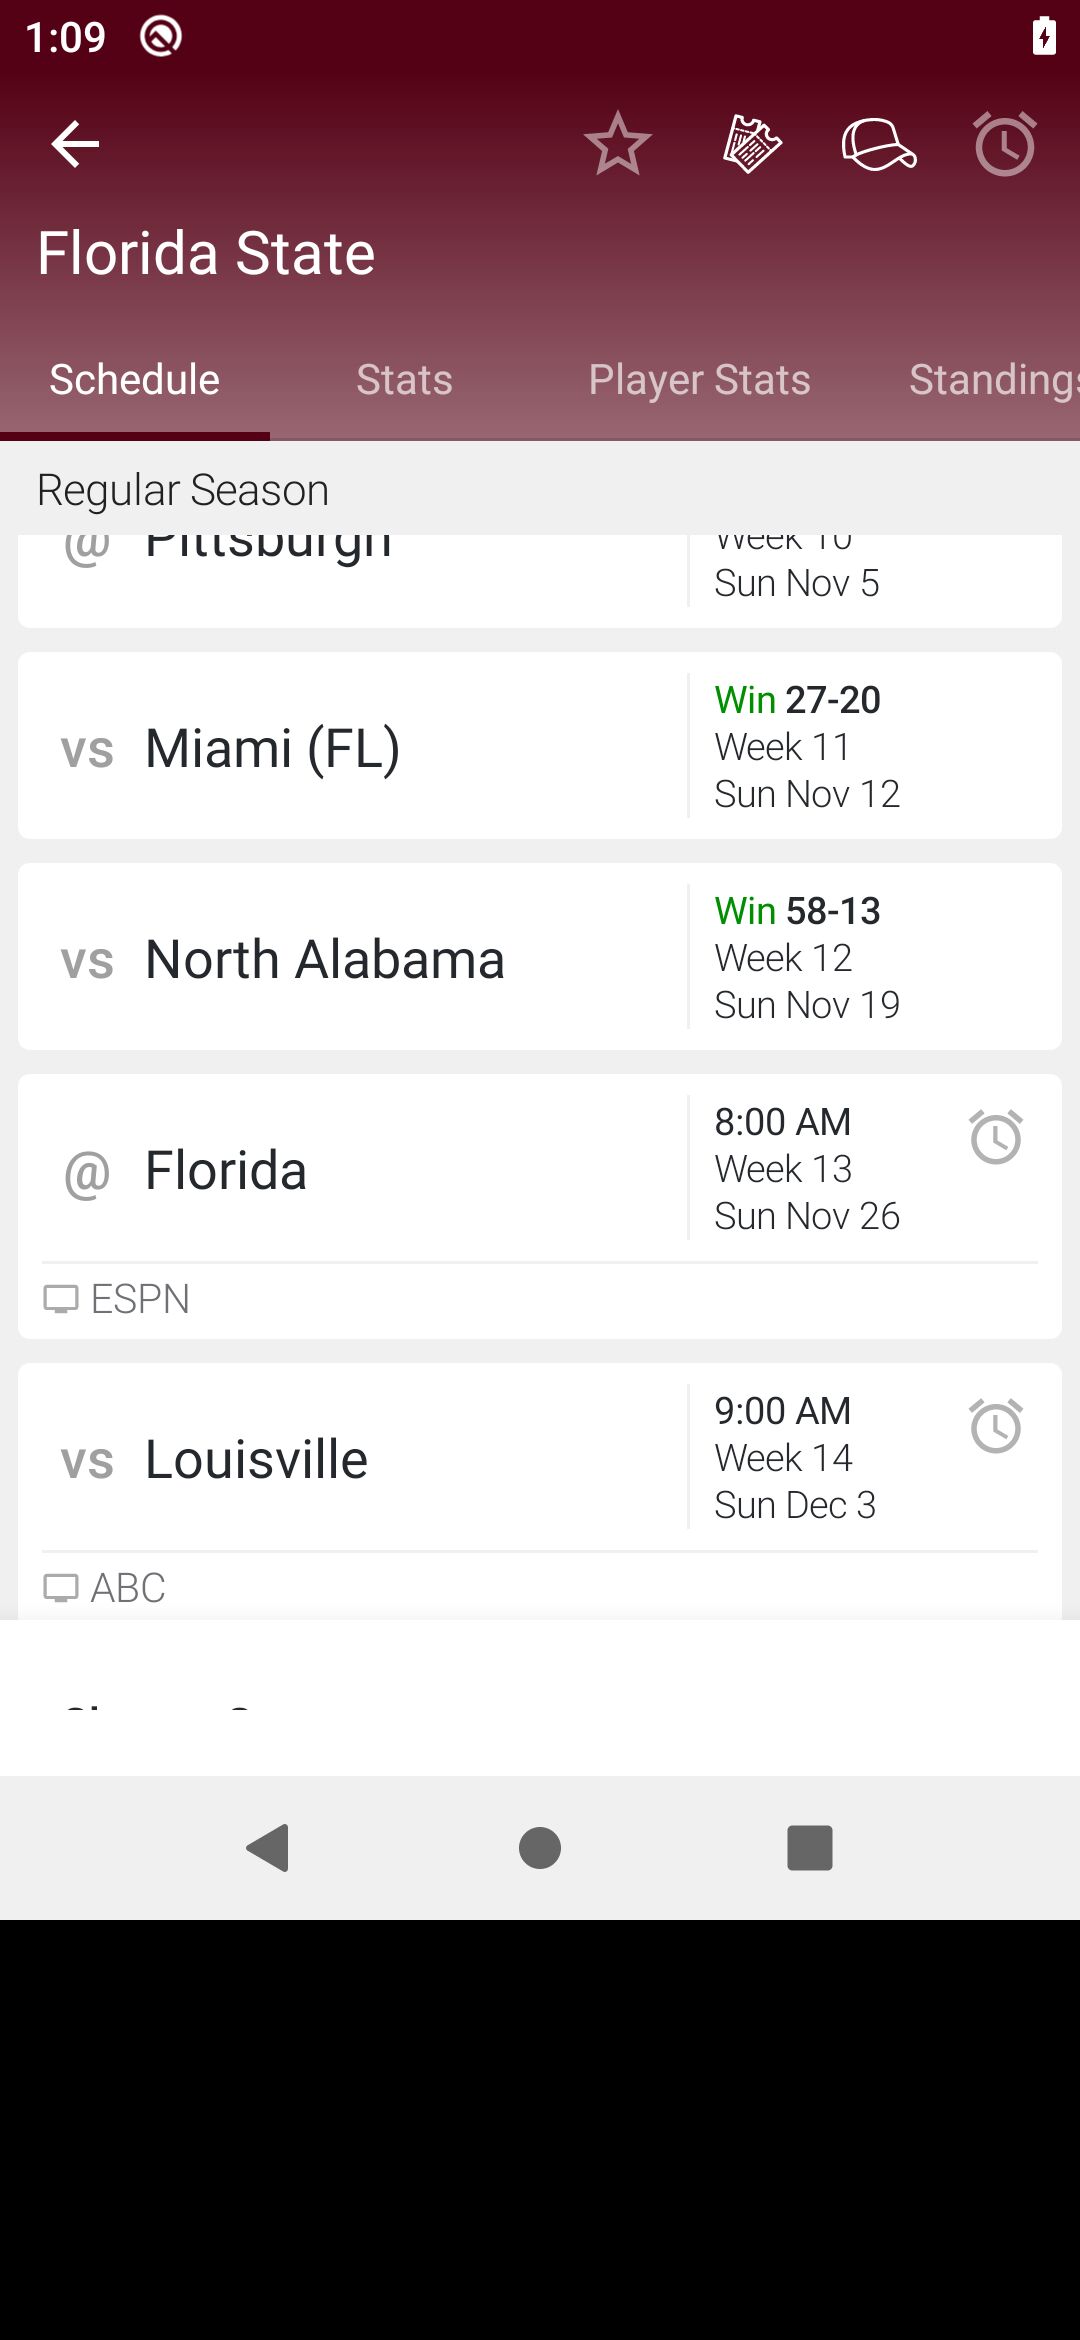 1:09
Florida State
Schedule Stats Player Stats Standings
Regular Season
@ Pittsburgh
Week 10
Sun Nov 5
vs Miami (FL)
Win 27-20
Week 11
Sun Nov 12
vs North Alabama
Win 58-13
Week 12
Sun Nov 19
@ Florida
8:00 AM
Week 13
Sun Nov 26
ESPN
vs Louisville
9:00 AM
Week 14
Sun Dec 3
ABC